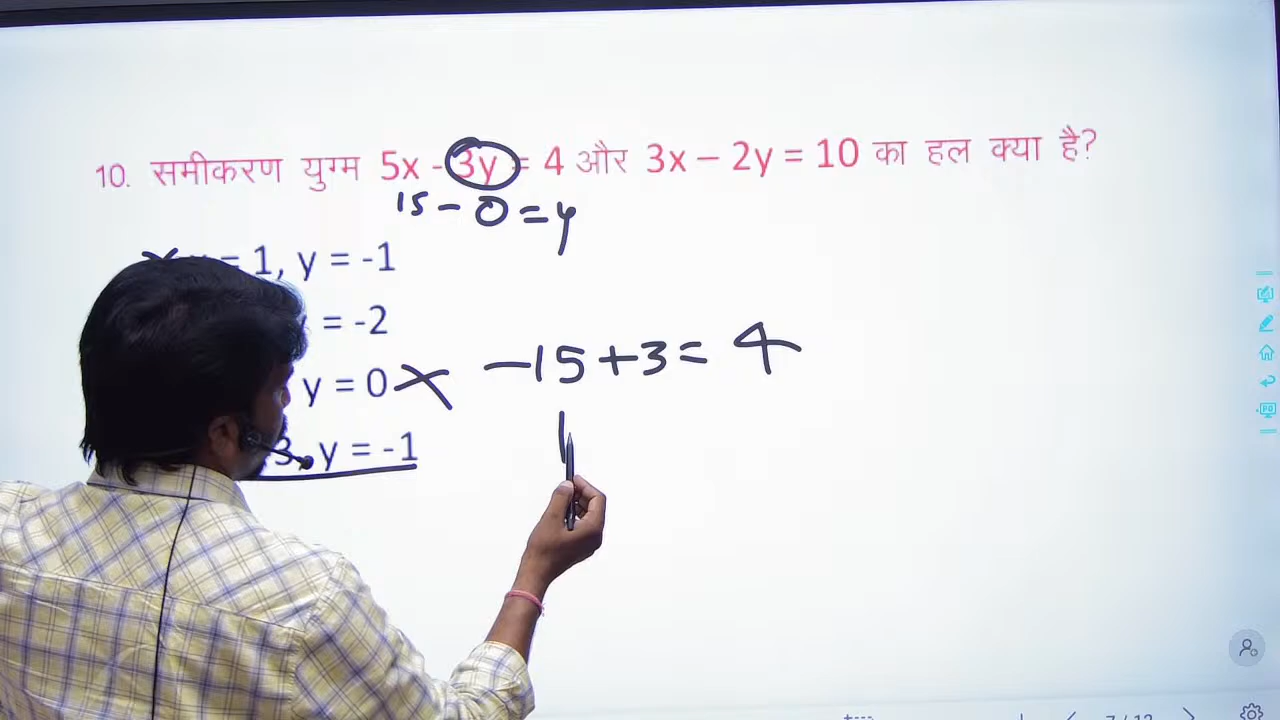 10. समीकरण युग्म 5x - 3y = 4 और 3x – 2y = 10 का हल क्या है?
15 - 0 = y
= 1, y = -1
= -2
y = 0 ×
-15 + 3 = 4
3, y = -1